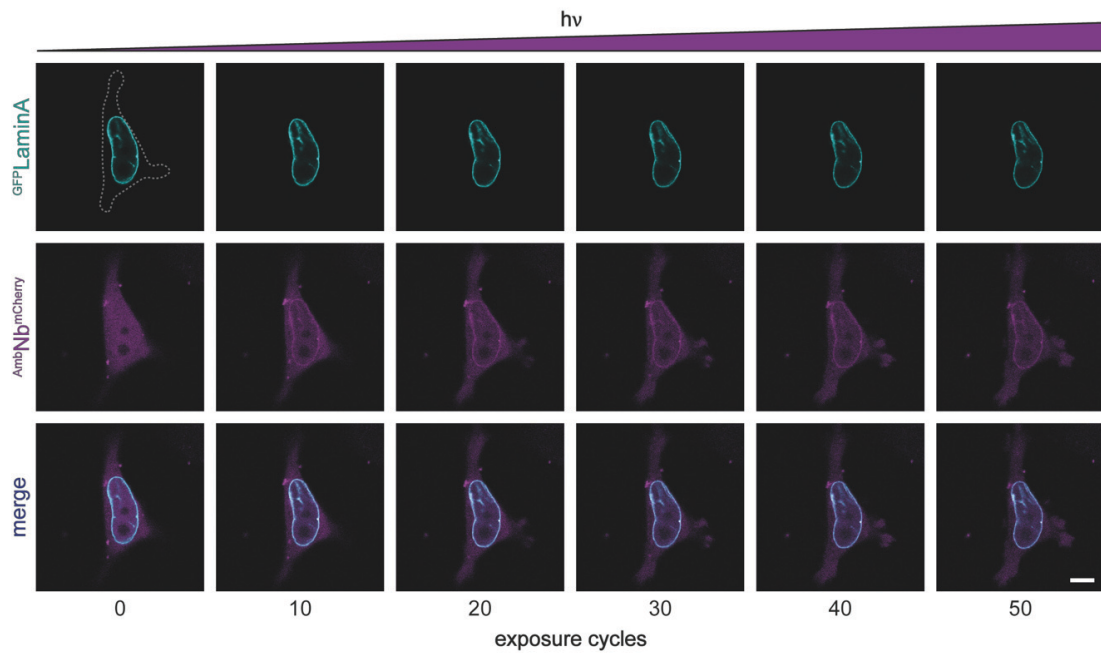 hν
GFPLaminA
AmbNbmCherry
merge
0 10 20 30 40 50
exposure cycles